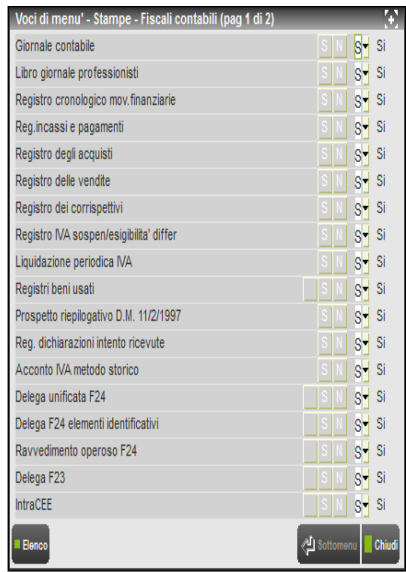 Voci di menu' - Stampe - Fiscali contabili (pag 1 di 2)
Giornale contabile S N S Si
Libro giornale professionisti S N S Si
Registro cronologico mov.finanziarie S N S Si
Reg.incassi e pagamenti S N S Si
Registro degli acquisti S N S Si
Registro delle vendite S N S Si
Registro dei corrispettivi S N S Si
Registro IVA sospen/esigibilita' differ S N S Si
Liquidazione periodica IVA S N S Si
Registri beni usati S N S Si
Prospetto riepilogativo D.M. 11/2/1997 S N S Si
Reg. dichiarazioni intento ricevute S N S Si
Acconto IVA metodo storico S N S Si
Delega unificata F24 S N S Si
Delega F24 elementi identificativi S N S Si
Ravvedimento operoso F24 S N S Si
Delega F23 S N S Si
IntraCEE S N S Si
Elenco Sottomenu Chiudi